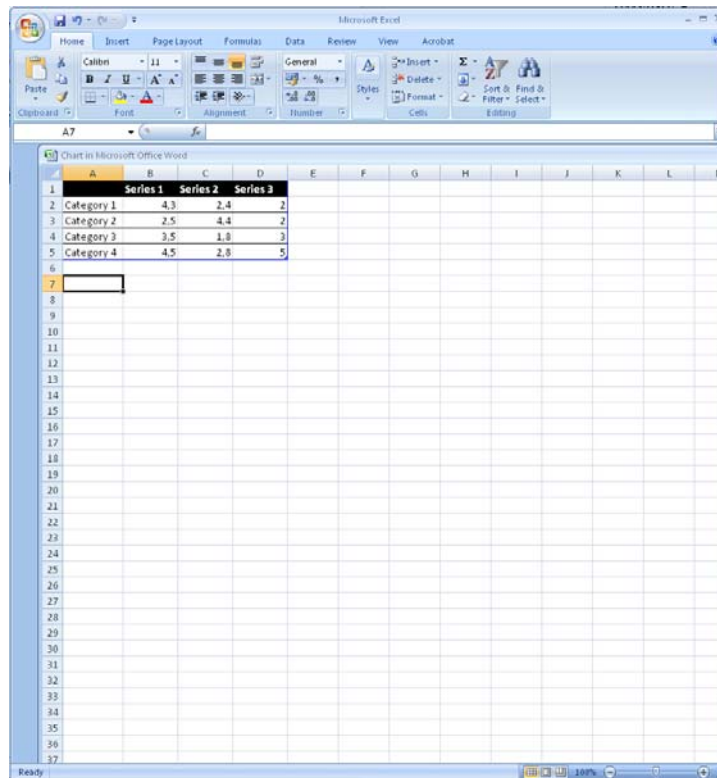 Microsoft Excel
Home Insert Page Layout Formulas Data Review View Acrobat
Calibri 11 General Insert Σ
B I U A A % , Delete
Paste Styles Format Sort & Filter Find & Select
Clipboard Font Alignment Number Cells Editing
A7 fx
Chart in Microsoft Office Word
A B C D E F G H I J K L
1 Series 1 Series 2 Series 3
2 Category 1 4,3 2,4 2
3 Category 2 2,5 4,4 2
4 Category 3 3,5 1,8 3
5 Category 4 4,5 2,8 5
6
7
8
9
10
11
12
13
14
15
16
17
18
19
20
21
22
23
24
25
26
27
28
29
30
31
32
33
34
35
36
37
Ready 100%